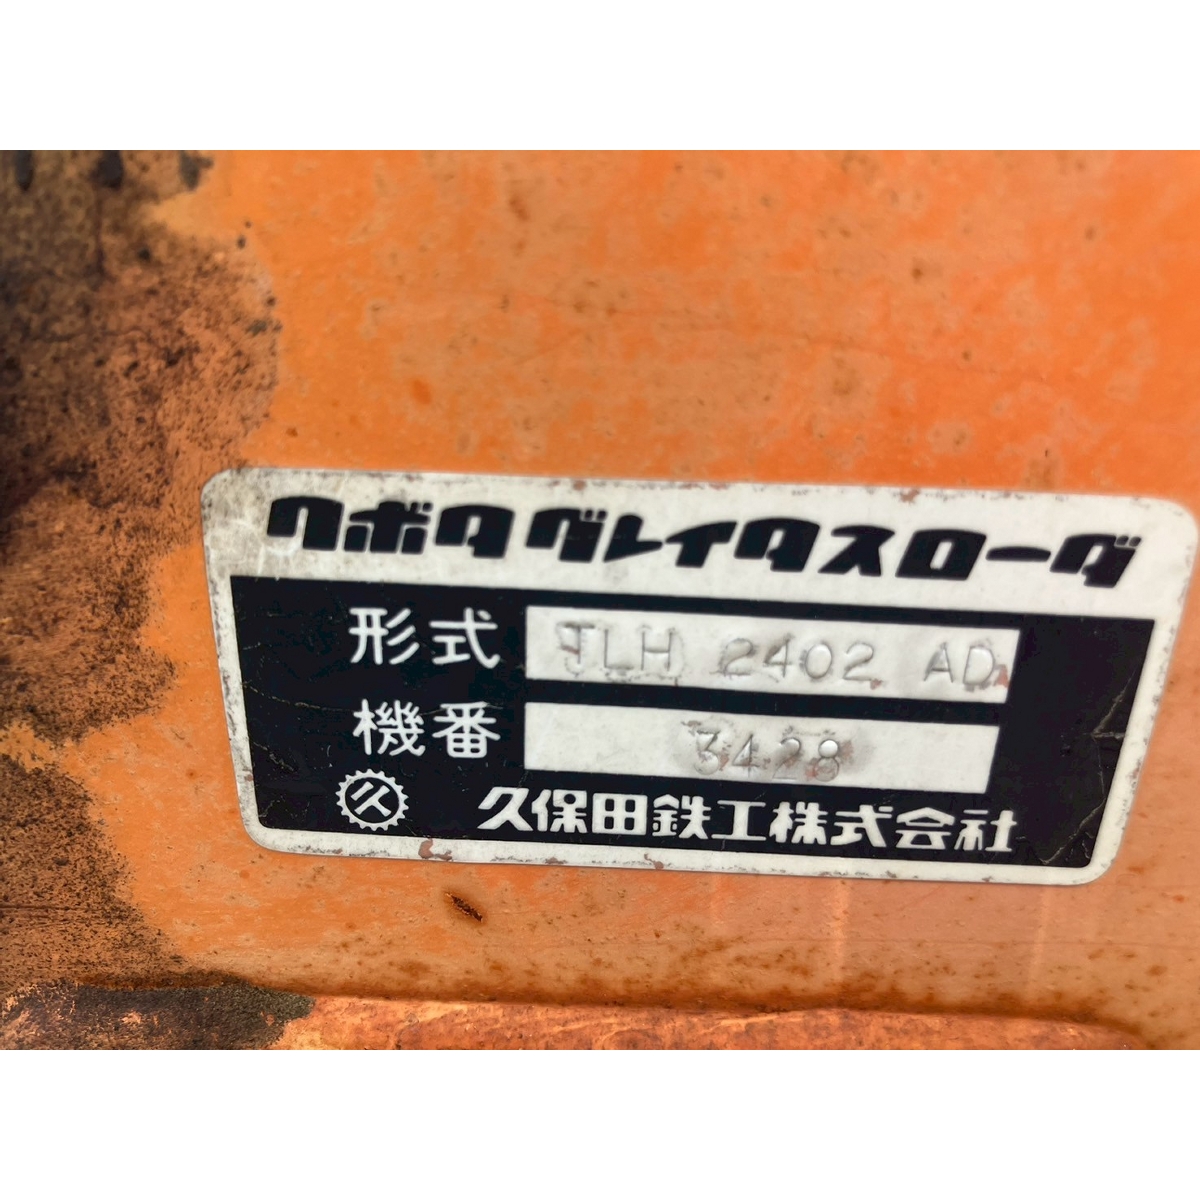 クボタグレイタスローダ
形式 TLH 2402 AD
機番 3428
久 久保田鉄工株式会社